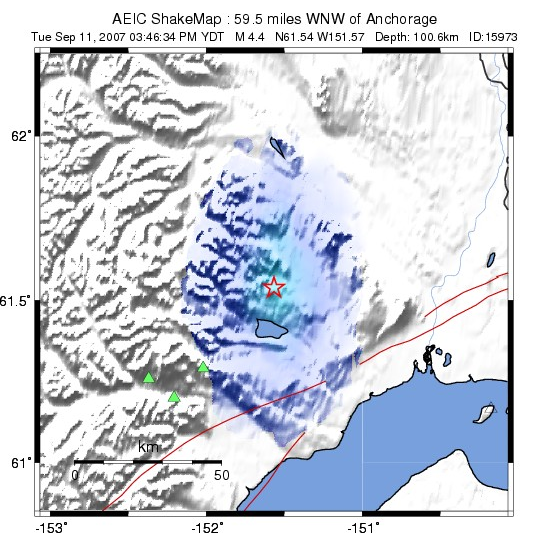 AEIC ShakeMap : 59.5 miles WNW of Anchorage
Tue Sep 11, 2007 03:46:34 PM YDT M 4.4 N61.54 W151.57 Depth: 100.6km ID:15973
62°
61.5°
61°
km
0 50
-153° -152° -151°